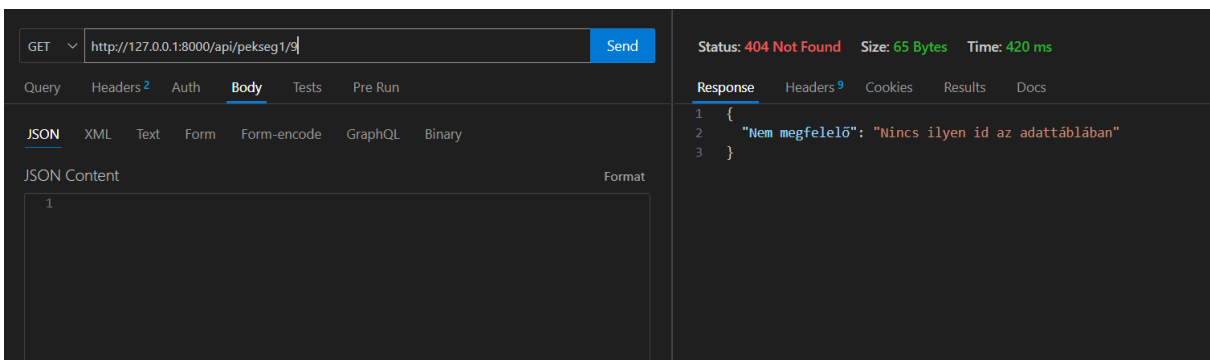 GET http://127.0.0.1:8000/api/pekseg1/9 Send
Query Headers 2 Auth Body Tests Pre Run
JSON XML Text Form Form-encode GraphQL Binary
JSON Content Format
1
Status: 404 Not Found Size: 65 Bytes Time: 420 ms
Response Headers 9 Cookies Results Docs
1 {
2 "Nem megfelelő": "Nincs ilyen id az adattáblában"
3 }